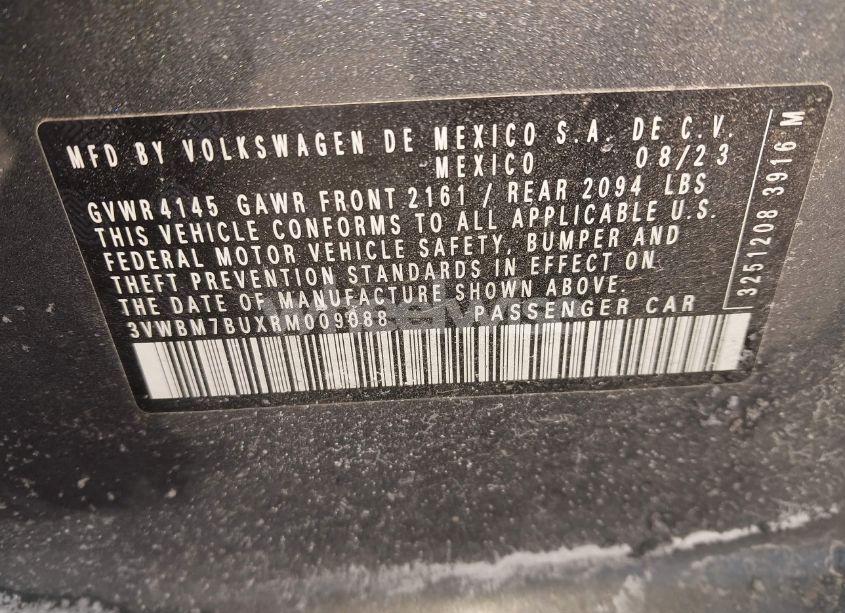 MFD BY VOLKSWAGEN DE MEXICO S.A. DE C.V.
MEXICO 08/23
GVWR 4145 GAWR FRONT 2161 / REAR 2094 LBS
THIS VEHICLE CONFORMS TO ALL APPLICABLE U.S.
FEDERAL MOTOR VEHICLE SAFETY, BUMPER AND
THEFT PREVENTION STANDARDS IN EFFECT ON
THE DATE OF MANUFACTURE SHOWN ABOVE.
3VWBM7BUXRM009088 PASSENGER CAR
3251208 3916 M